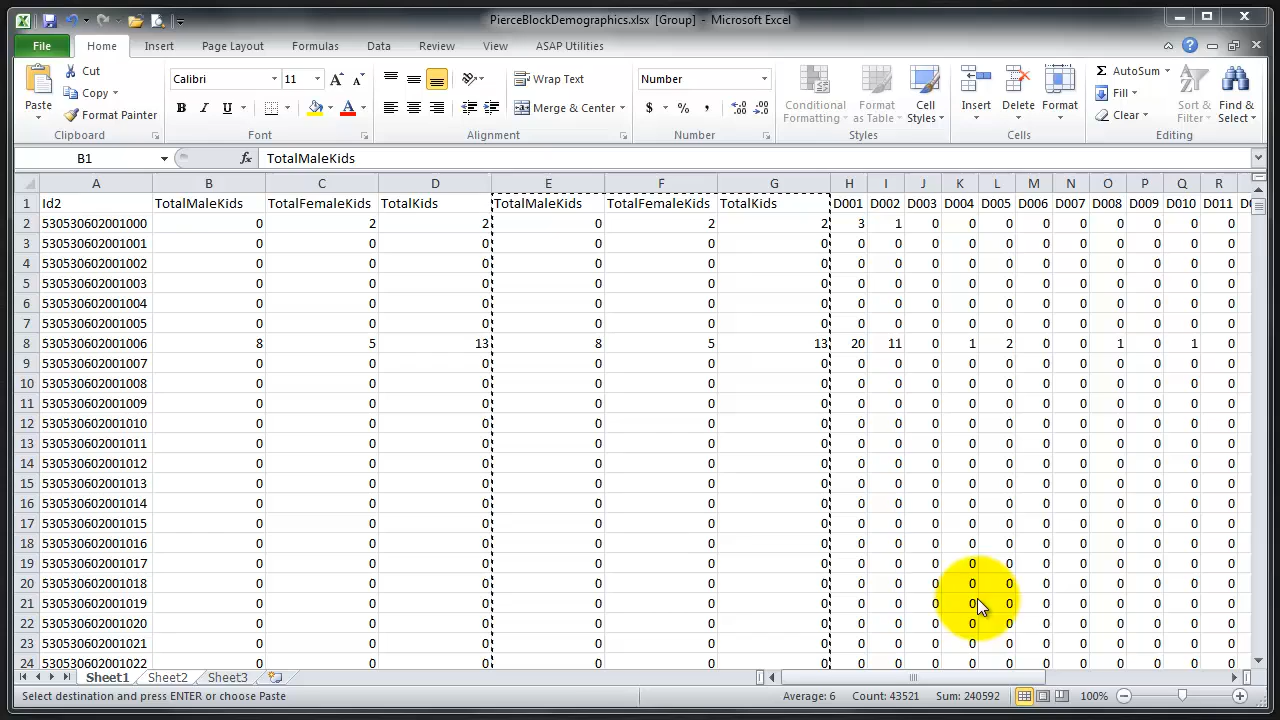 PierceBlockDemographics.xlsx [Group] - Microsoft Excel
File Home Insert Page Layout Formulas Data Review View ASAP Utilities
Paste
Cut
Copy
Format Painter
Clipboard
Calibri 11
B I U
Font
Wrap Text
Merge & Center
Alignment
Number
$ % ,
Number
Conditional Formatting
Format as Table
Cell Styles
Styles
Insert Delete Format
Cells
AutoSum
Fill
Clear
Sort & Filter
Find & Select
Editing
B1 fx TotalMaleKids
A B C D E F G H I J K L M N O P Q R
1 Id2 TotalMaleKids TotalFemaleKids TotalKids TotalMaleKids TotalFemaleKids TotalKids D001 D002 D003 D004 D005 D006 D007 D008 D009 D010 D011
2 530530602001000 0 2 2 0 2 2 3 1 0 0 0 0 0 0 0 0 0
3 530530602001001 0 0 0 0 0 0 0 0 0 0 0 0 0 0 0 0 0
4 530530602001002 0 0 0 0 0 0 0 0 0 0 0 0 0 0 0 0 0
5 530530602001003 0 0 0 0 0 0 0 0 0 0 0 0 0 0 0 0 0
6 530530602001004 0 0 0 0 0 0 0 0 0 0 0 0 0 0 0 0 0
7 530530602001005 0 0 0 0 0 0 0 0 0 0 0 0 0 0 0 0 0
8 530530602001006 8 5 13 8 5 13 20 11 0 1 2 0 0 1 0 1 0
9 530530602001007 0 0 0 0 0 0 0 0 0 0 0 0 0 0 0 0 0
10 530530602001008 0 0 0 0 0 0 0 0 0 0 0 0 0 0 0 0 0
11 530530602001009 0 0 0 0 0 0 0 0 0 0 0 0 0 0 0 0 0
12 530530602001010 0 0 0 0 0 0 0 0 0 0 0 0 0 0 0 0 0
13 530530602001011 0 0 0 0 0 0 0 0 0 0 0 0 0 0 0 0 0
14 530530602001012 0 0 0 0 0 0 0 0 0 0 0 0 0 0 0 0 0
15 530530602001013 0 0 0 0 0 0 0 0 0 0 0 0 0 0 0 0 0
16 530530602001014 0 0 0 0 0 0 0 0 0 0 0 0 0 0 0 0 0
17 530530602001015 0 0 0 0 0 0 0 0 0 0 0 0 0 0 0 0 0
18 530530602001016 0 0 0 0 0 0 0 0 0 0 0 0 0 0 0 0 0
19 530530602001017 0 0 0 0 0 0 0 0 0 0 0 0 0 0 0 0 0
20 530530602001018 0 0 0 0 0 0 0 0 0 0 0 0 0 0 0 0 0
21 530530602001019 0 0 0 0 0 0 0 0 0 0 0 0 0 0 0 0 0
22 530530602001020 0 0 0 0 0 0 0 0 0 0 0 0 0 0 0 0 0
23 530530602001021 0 0 0 0 0 0 0 0 0 0 0 0 0 0 0 0 0
24 530530602001022 0 0 0 0 0 0 0 0 0 0 0 0 0 0 0 0 0
Sheet1 Sheet2 Sheet3
Select destination and press ENTER or choose Paste Average: 6 Count: 43521 Sum: 240592 100%